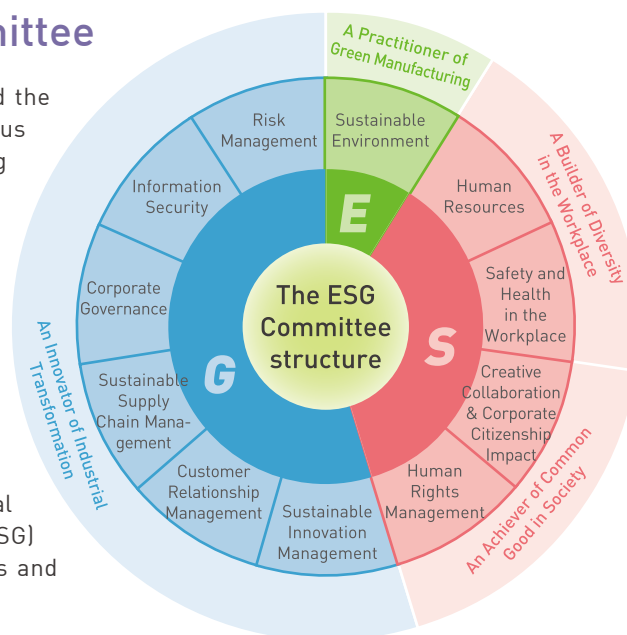 mittee
d the
us
g
al
SG)
s and
The ESG
Committee
structure
E
S
G
A Practitioner of
Green Manufacturing
Sustainable
Environment
A Builder of Diversity
in the Workplace
Human
Resources
Safety and
Health
in the
Workplace
An Achiever of Common
Good in Society
Creative
Collaboration
& Corporate
Citizenship
Impact
Human
Rights
Management
An Innovator of Industrial
Transformation
Sustainable
Innovation
Management
Customer
Relationship
Management
Sustainable
Supply
Chain Mana-
gement
Corporate
Governance
Information
Security
Risk
Management